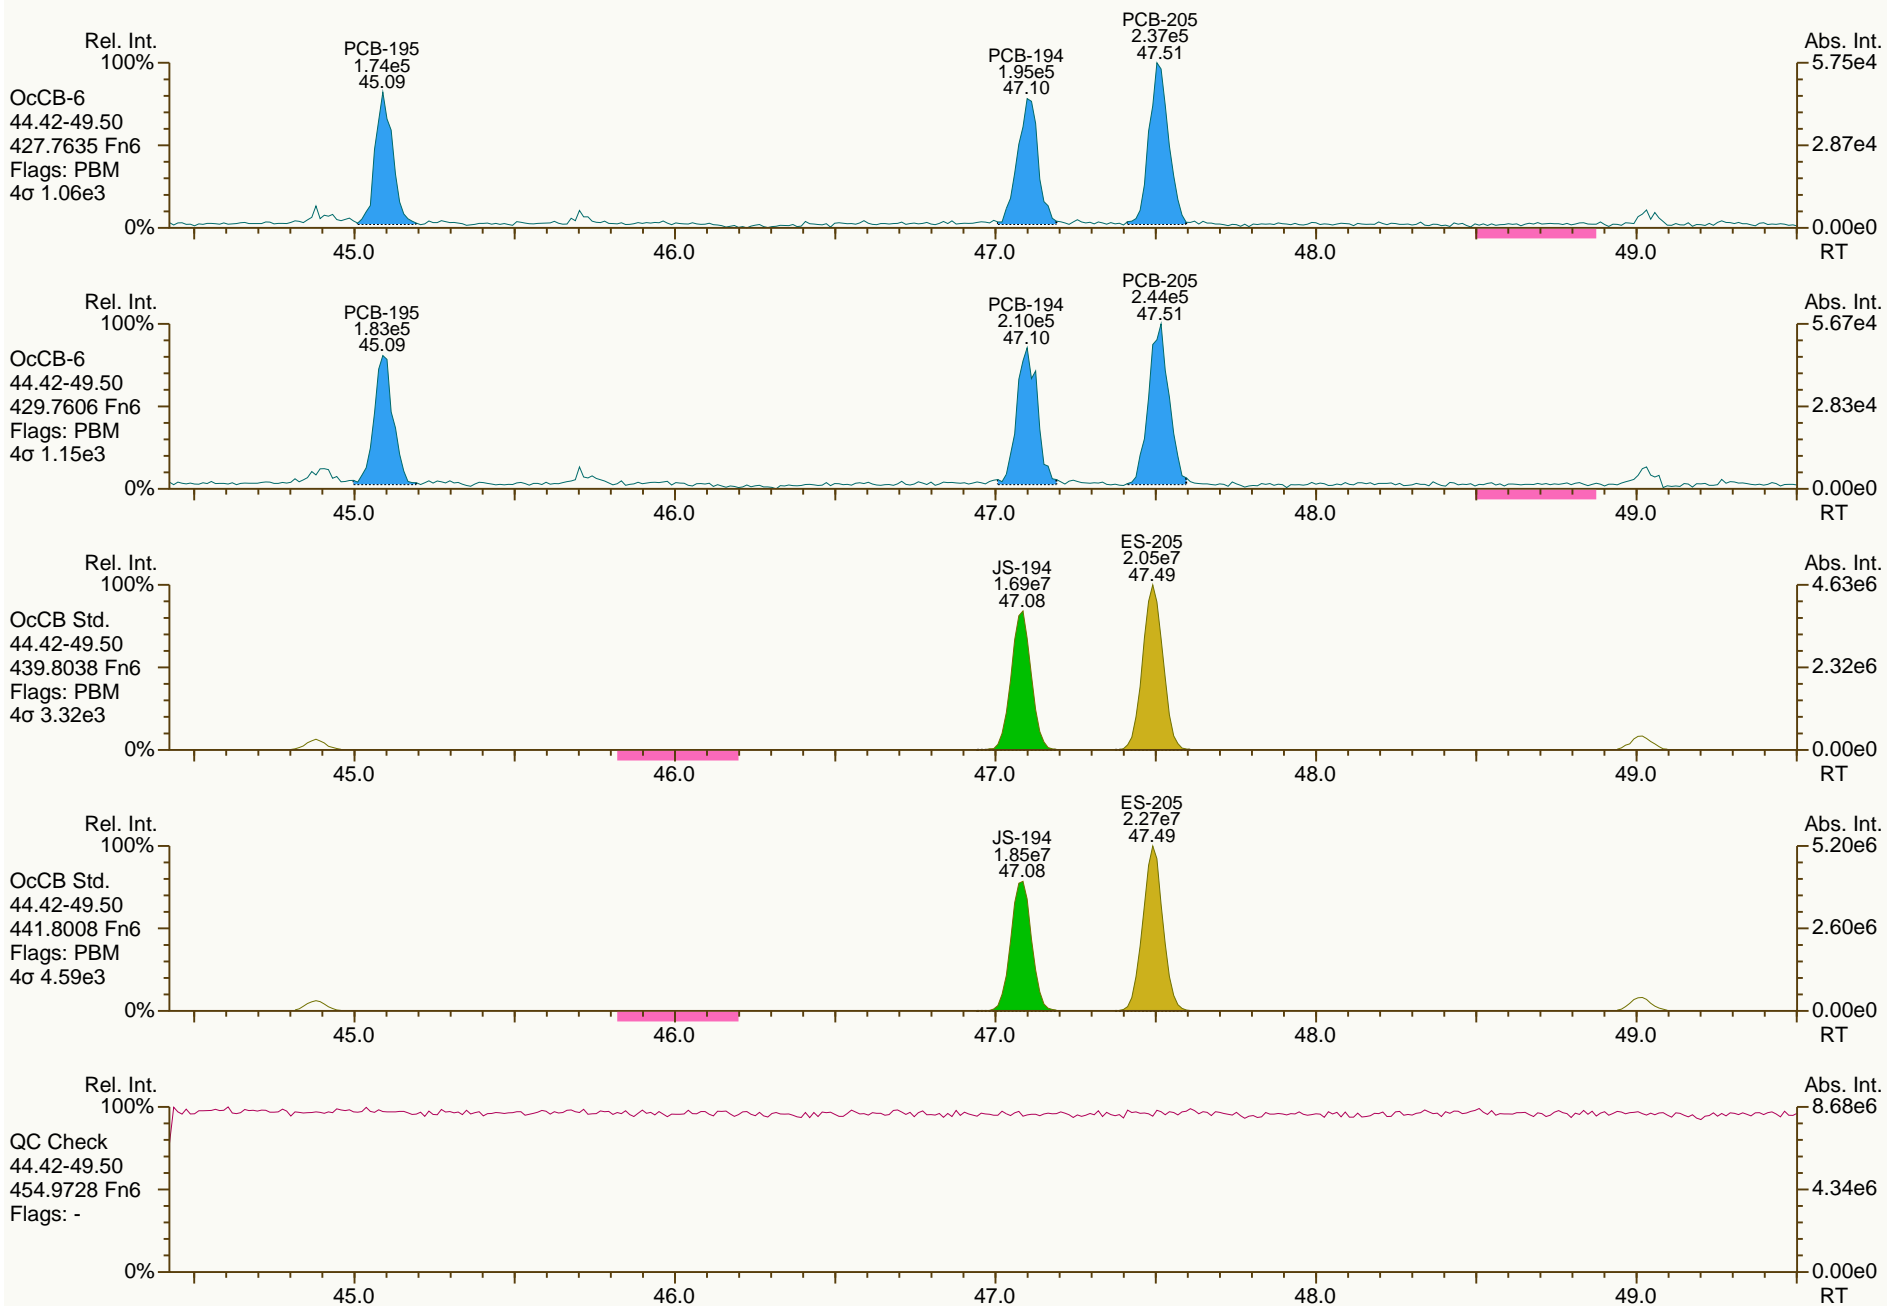 PCB-205
2.37e5
47.51
PCB-195
1.74e5
45.09
PCB-194
1.95e5
47.10
Rel. Int.
Abs. Int.
100%
5.75e4
OcCB-6
44.42-49.50
427.7635 Fn6
Flags: PBM
4σ 1.06e3
2.87e4
0%
0.00e0
45.0 46.0 47.0 48.0 49.0 RT
PCB-205
2.44e5
47.51
PCB-195
1.83e5
45.09
PCB-194
2.10e5
47.10
Rel. Int.
Abs. Int.
100%
5.67e4
OcCB-6
44.42-49.50
429.7606 Fn6
Flags: PBM
4σ 1.15e3
2.83e4
0%
0.00e0
45.0 46.0 47.0 48.0 49.0 RT
ES-205
2.05e7
47.49
JS-194
1.69e7
47.08
Rel. Int.
Abs. Int.
100%
4.63e6
OcCB Std.
44.42-49.50
439.8038 Fn6
Flags: PBM
4σ 3.32e3
2.32e6
0%
0.00e0
45.0 46.0 47.0 48.0 49.0 RT
ES-205
2.27e7
47.49
JS-194
1.85e7
47.08
Rel. Int.
Abs. Int.
100%
5.20e6
OcCB Std.
44.42-49.50
441.8008 Fn6
Flags: PBM
4σ 4.59e3
2.60e6
0%
0.00e0
45.0 46.0 47.0 48.0 49.0 RT
Rel. Int.
Abs. Int.
100%
8.68e6
QC Check
44.42-49.50
454.9728 Fn6
Flags: -
4.34e6
0%
0.00e0
45.0 46.0 47.0 48.0 49.0 RT